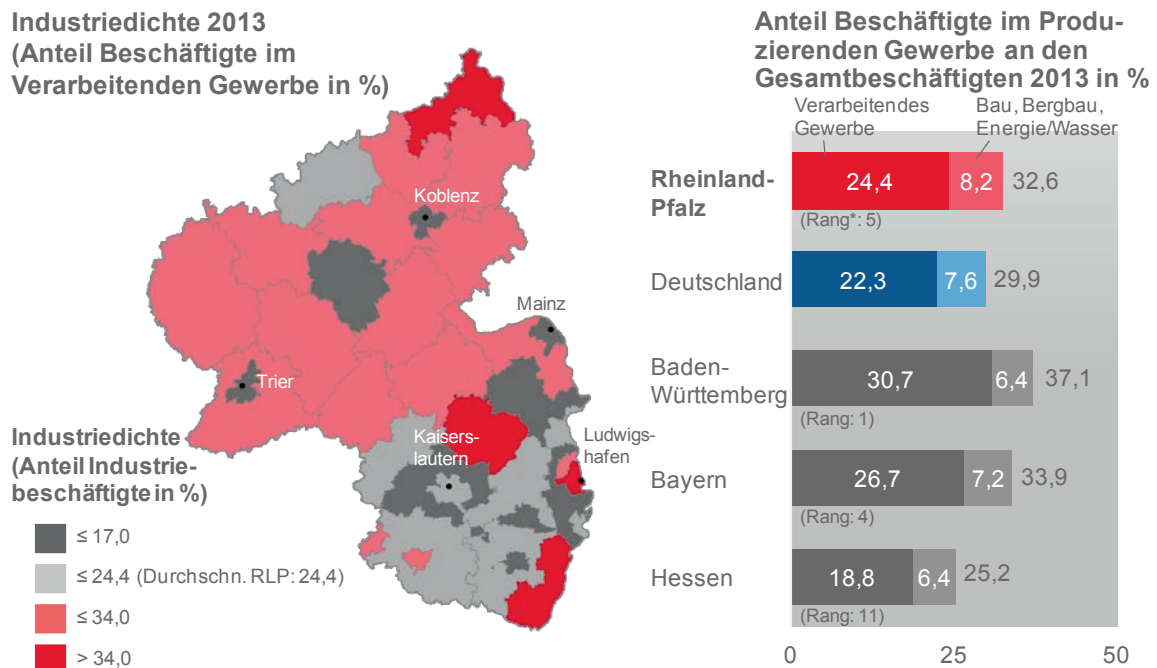 Industriedichte 2013
(Anteil Beschäftigte im
Verarbeitenden Gewerbe in %)
Koblenz
Mainz
Trier
Kaisers-
lautern
Ludwigs-
hafen
Industriedichte
(Anteil Industrie-
beschäftigte in %)
≤ 17,0
≤ 24,4 (Durchschn. RLP: 24,4)
≤ 34,0
> 34,0
Anteil Beschäftigte im Produ-
zierenden Gewerbe an den
Gesamtbeschäftigten 2013 in %
Verarbeitendes
Gewerbe
Bau, Bergbau,
Energie/Wasser
Rheinland-
Pfalz
24,4 8,2 32,6
(Rang*: 5)
Deutschland
22,3 7,6 29,9
Baden-
Württemberg
30,7 6,4 37,1
(Rang: 1)
Bayern
26,7 7,2 33,9
(Rang: 4)
Hessen
18,8 6,4 25,2
(Rang: 11)
0 25 50